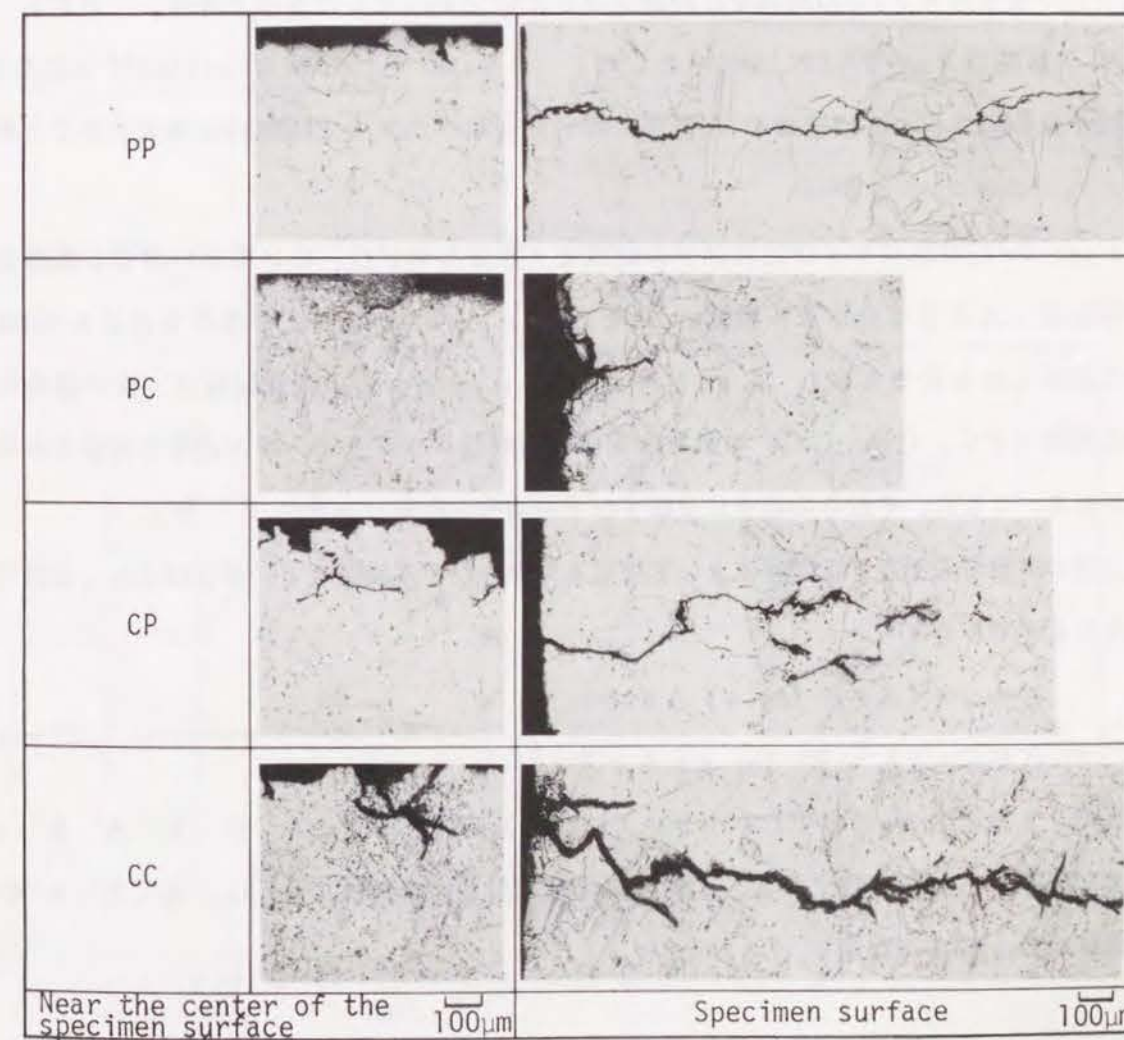 PP
PC
CP
CC
Near the center of the
specimen surface
100μm
Specimen surface
100μm